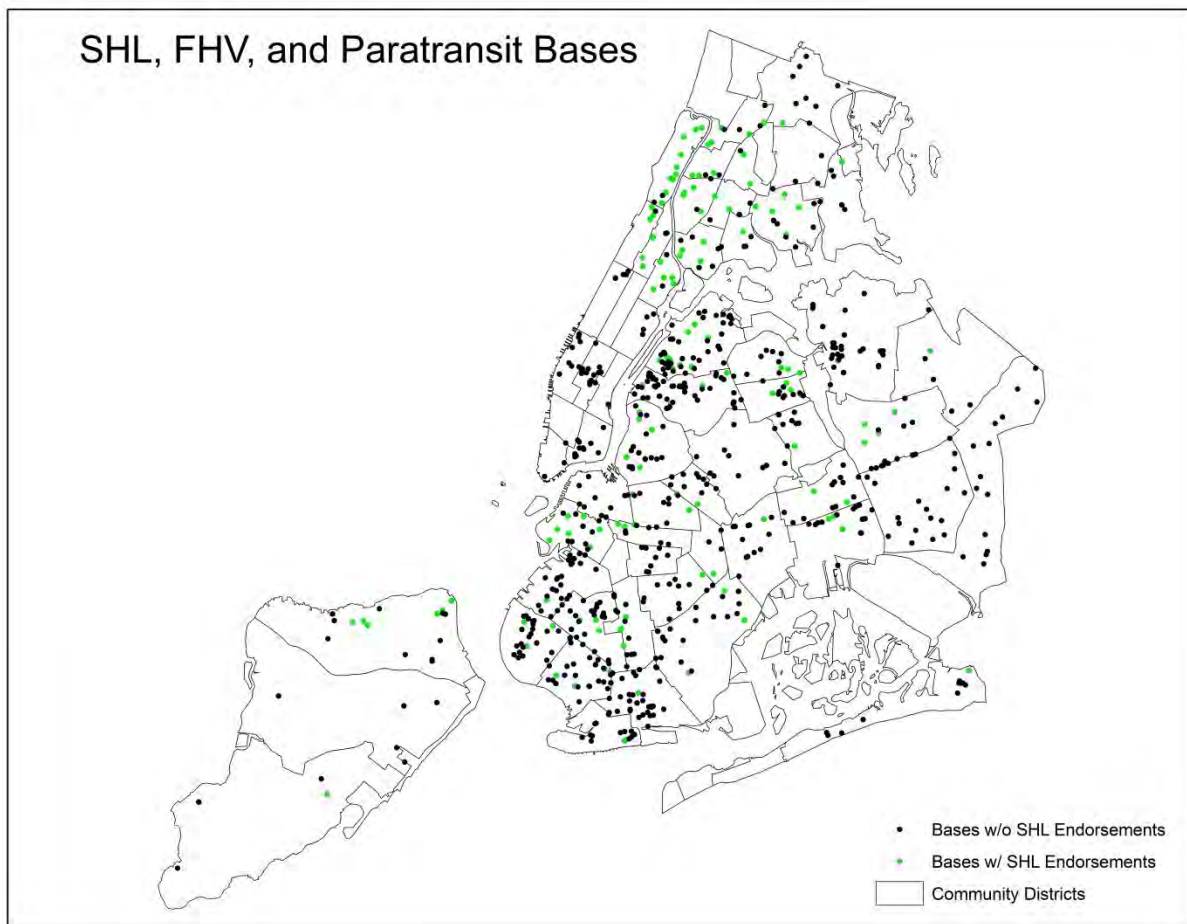 SHL, FHV, and Paratransit Bases
Bases w/o SHL Endorsements
Bases w/ SHL Endorsements
Community Districts